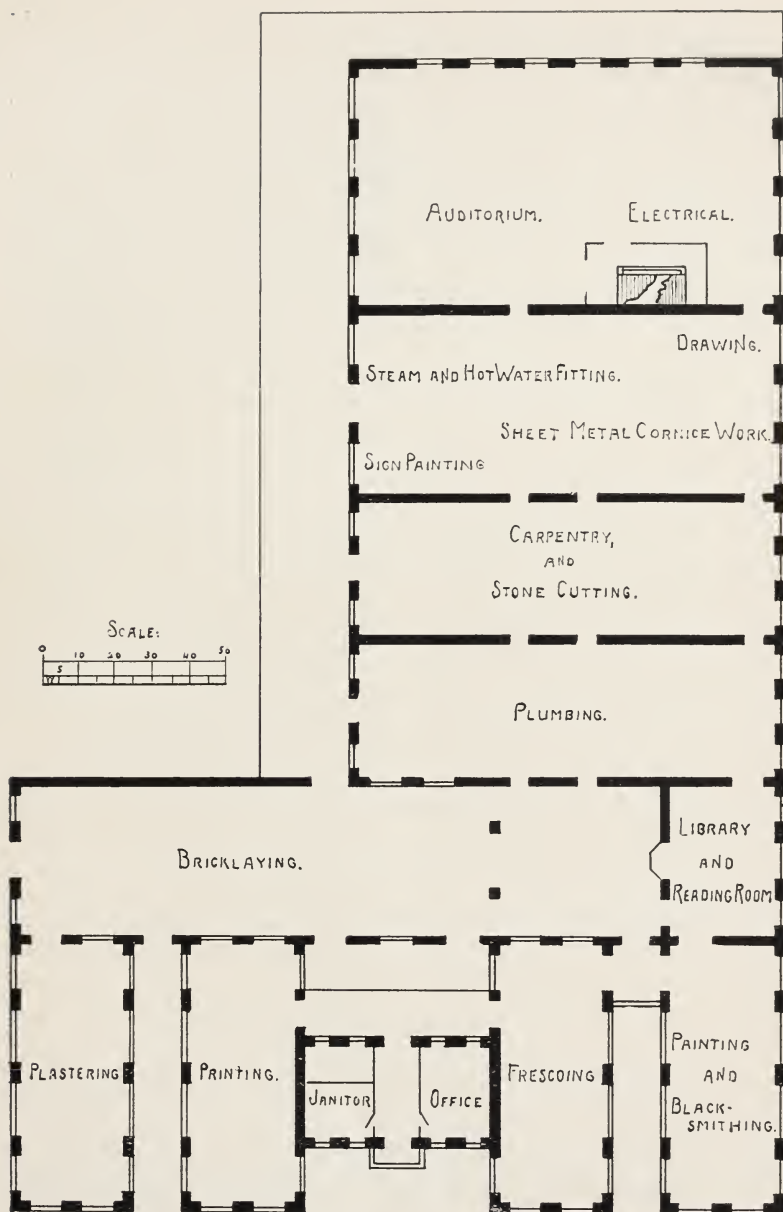 AUDITORIUM.
ELECTRICAL.
DRAWING.
STEAM AND HOT WATER FITTING.
SHEET METAL CORNICE WORK.
SIGN PAINTING
CARPENTRY,
AND
STONE CUTTING.
SCALE:
0 10 20 30 40 50
5
PLUMBING.
BRICKLAYING.
LIBRARY
AND
READING ROOM
PLASTERING
PRINTING.
JANITOR
OFFICE
FRESCOING
PAINTING
AND
BLACK-
SMITHING.